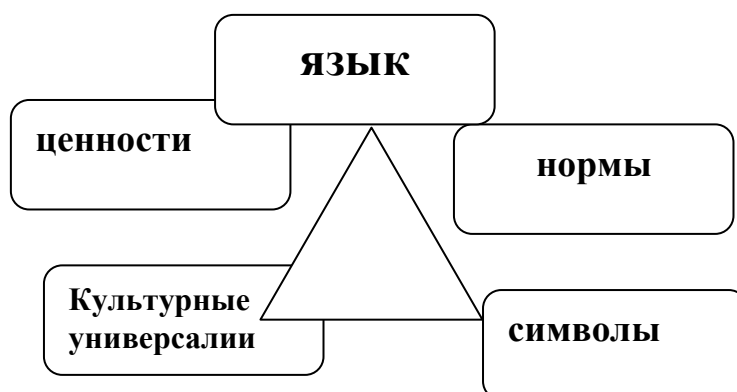 язык
ценности
нормы
Культурные
универсалии
символы